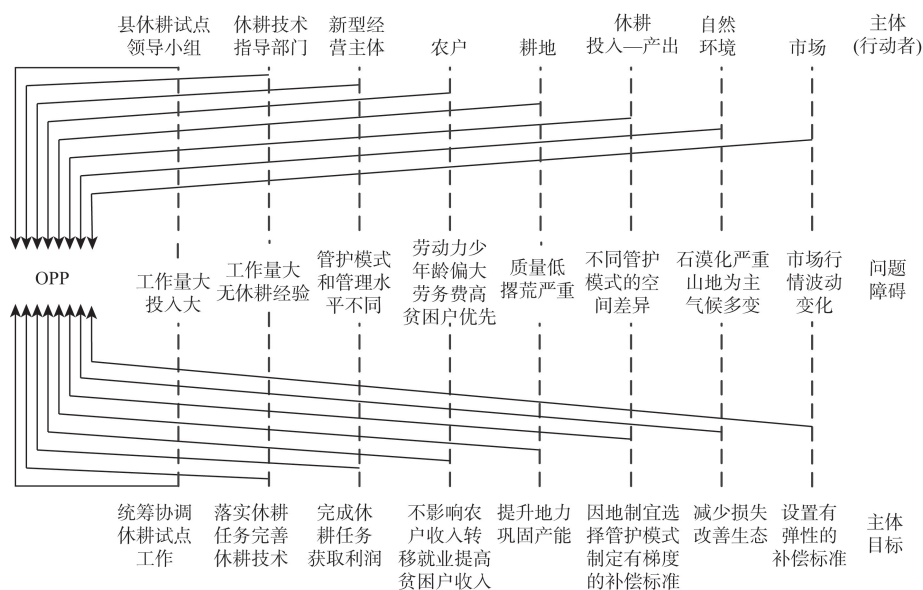 县休耕试点
领导小组
休耕技术
指导部门
新型经
营主体
农户
耕地
休耕
投入—产出
自然
环境
市场
主体
(行动者)
OPP
工作量大
投入大
工作量大
无休耕经验
管护模式
和管理水
平不同
劳动力少
年龄偏大
劳务费高
贫困户优先
质量低
撂荒严重
不同管护
模式的空
间差异
石漠化严重
山地为主
气候多变
市场行
情波动
变化
问题
障碍
统筹协调
休耕试点
工作
落实休耕
任务完善
休耕技术
完成休
耕任务
获取利润
不影响农
户收入转
移就业提高
贫困户收入
提升地力
巩固产能
因地制宜选
择管护模式
制定有梯度
的补偿标准
减少损失
改善生态
设置有
弹性的
补偿标准
主体
目标